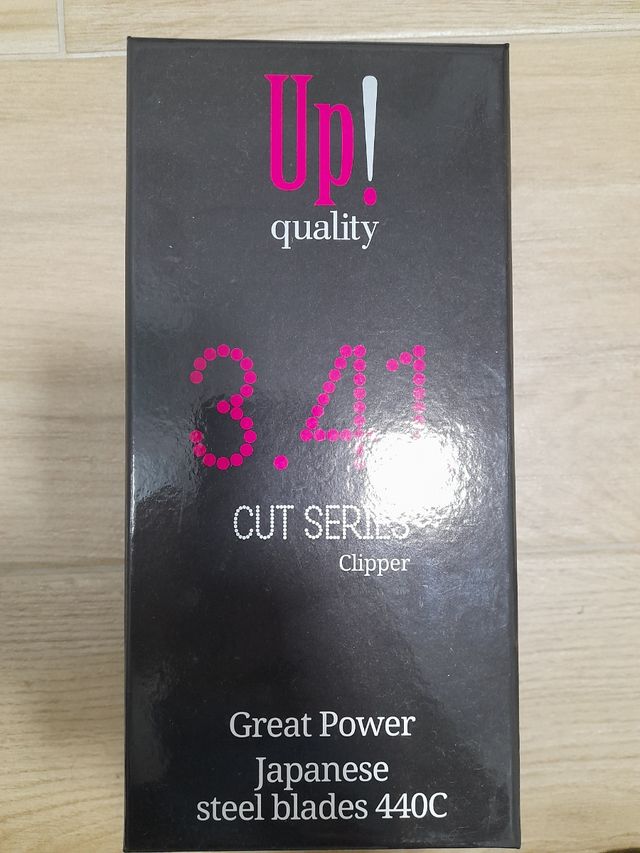 Up!
quality
3.41
CUT SERIES
Clipper
Great Power
Japanese
steel blades 440C